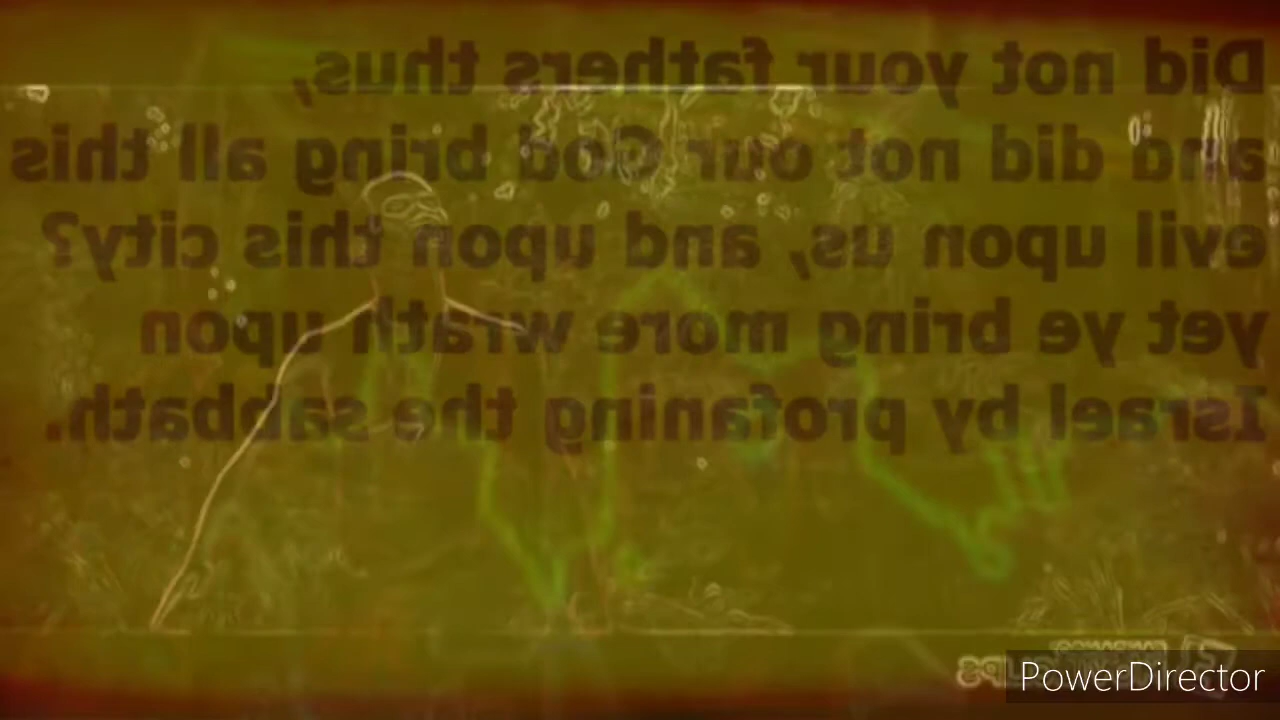 Did not your fathers thus,
and did not our God bring all this
evil upon us, and upon this city?
yet ye bring more wrath upon
Israel by profaning the sabbath.
PowerDirector